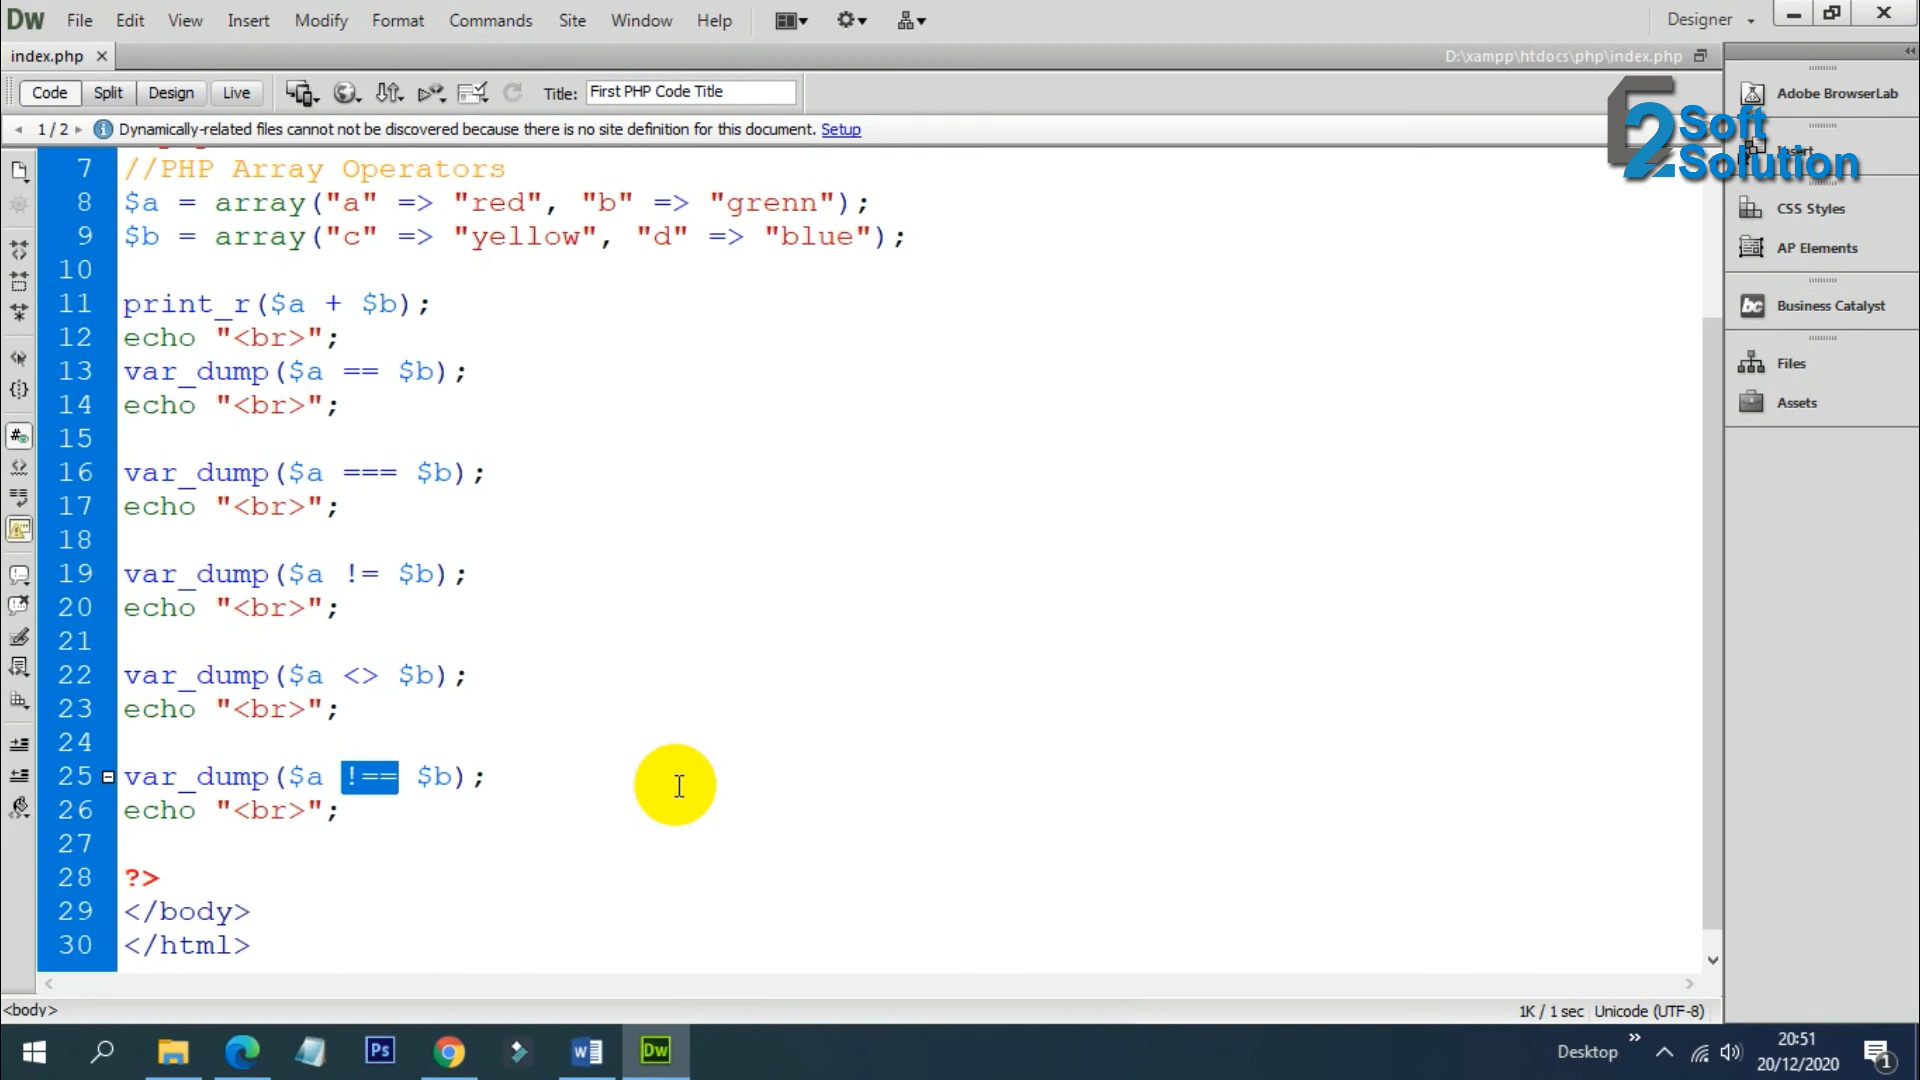 Dw File Edit View Insert Modify Format Commands Site Window Help Designer
index.php D:\xampp\htdocs\php\index.php
Code Split Design Live Title: First PHP Code Title
1 / 2 Dynamically-related files cannot not be discovered because there is no site definition for this document. Setup
7 //PHP Array Operators
8 $a = array("a" => "red", "b" => "grenn");
9 $b = array("c" => "yellow", "d" => "blue");
10
11 print_r($a + $b);
12 echo "<br>";
13 var_dump($a == $b);
14 echo "<br>";
15
16 var_dump($a === $b);
17 echo "<br>";
18
19 var_dump($a != $b);
20 echo "<br>";
21
22 var_dump($a <> $b);
23 echo "<br>";
24
25 var_dump($a !== $b);
26 echo "<br>";
27
28 ?>
29 </body>
30 </html>
<body> 1K / 1 sec Unicode (UTF-8)
Adobe BrowserLab
Insert
CSS Styles
AP Elements
bc Business Catalyst
Files
Assets
2 Soft
Solution
Ps Dw Desktop 20:51
20/12/2020 1